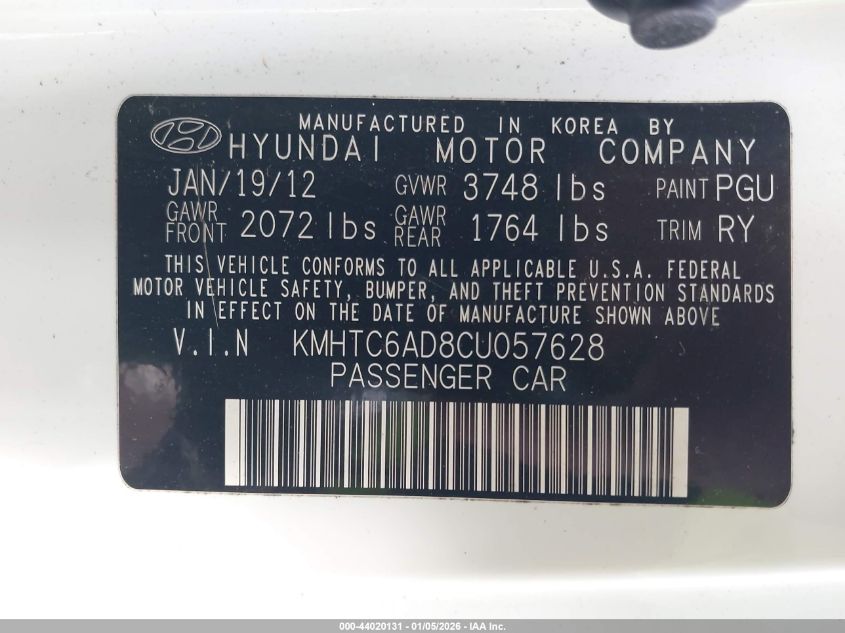 MANUFACTURED IN KOREA BY
HYUNDAI MOTOR COMPANY
JAN/19/12 GVWR 3748 lbs PAINT PGU
GAWR FRONT 2072 lbs GAWR REAR 1764 lbs TRIM RY
THIS VEHICLE CONFORMS TO ALL APPLICABLE U.S.A. FEDERAL
MOTOR VEHICLE SAFETY, BUMPER, AND THEFT PREVENTION STANDARDS
IN EFFECT ON THE DATE OF MANUFACTURE SHOWN ABOVE
V.I.N KMHTC6AD8CU057628
PASSENGER CAR
000-44020131 - 01/05/2026 - IAA Inc.